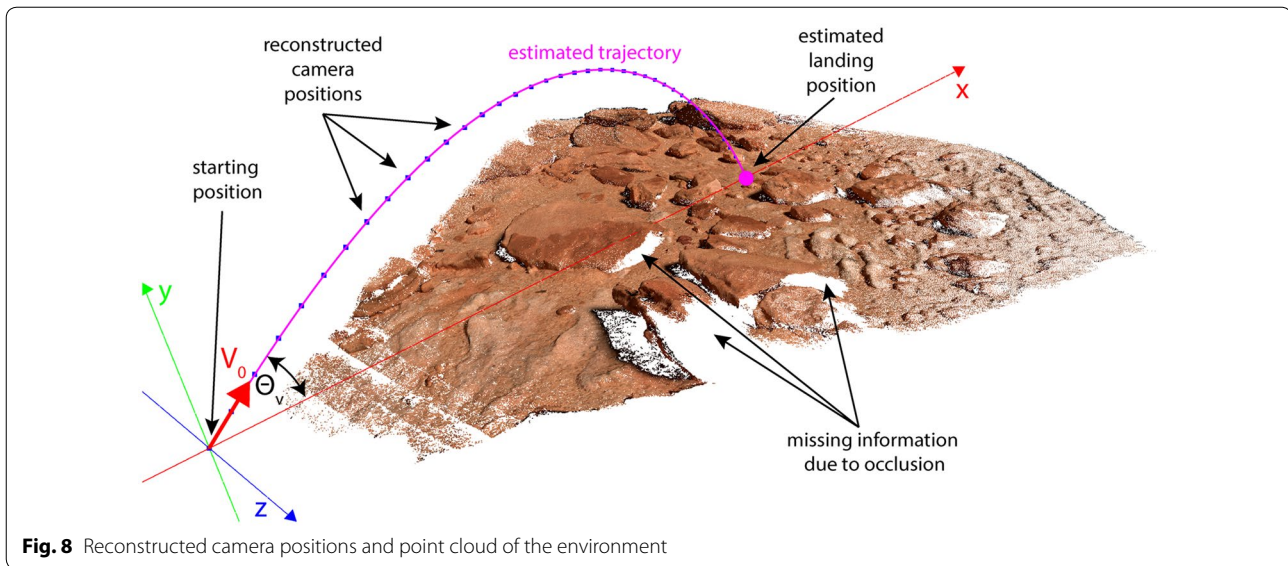 reconstructed
camera
positions
estimated trajectory
estimated
landing
position
x
starting
position
y
V0
Θv
z
missing information
due to occlusion
Fig. 8 Reconstructed camera positions and point cloud of the environment